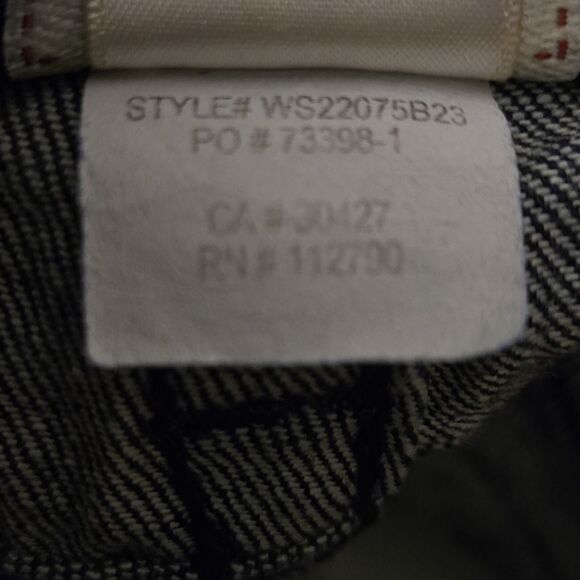 STYLE# WS22075B23
PO # 73398-1
CA # 30427
RN # 112790